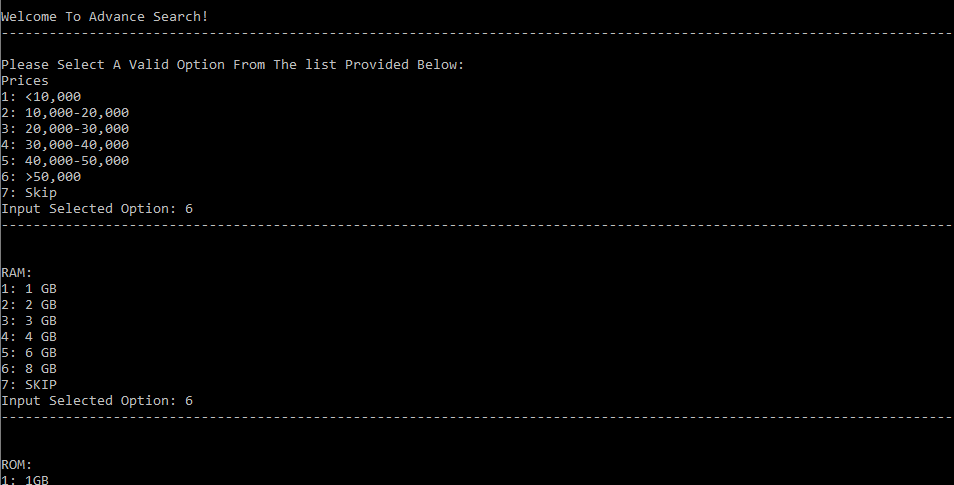 Welcome To Advance Search!
-----------------------------------------------------------------------------------------------------------------------
Please Select A Valid Option From The list Provided Below:
Prices
1: <10,000
2: 10,000-20,000
3: 20,000-30,000
4: 30,000-40,000
5: 40,000-50,000
6: >50,000
7: Skip
Input Selected Option: 6
-----------------------------------------------------------------------------------------------------------------------
RAM:
1: 1 GB
2: 2 GB
3: 3 GB
4: 4 GB
5: 6 GB
6: 8 GB
7: SKIP
Input Selected Option: 6
-----------------------------------------------------------------------------------------------------------------------
ROM:
1: 1GB